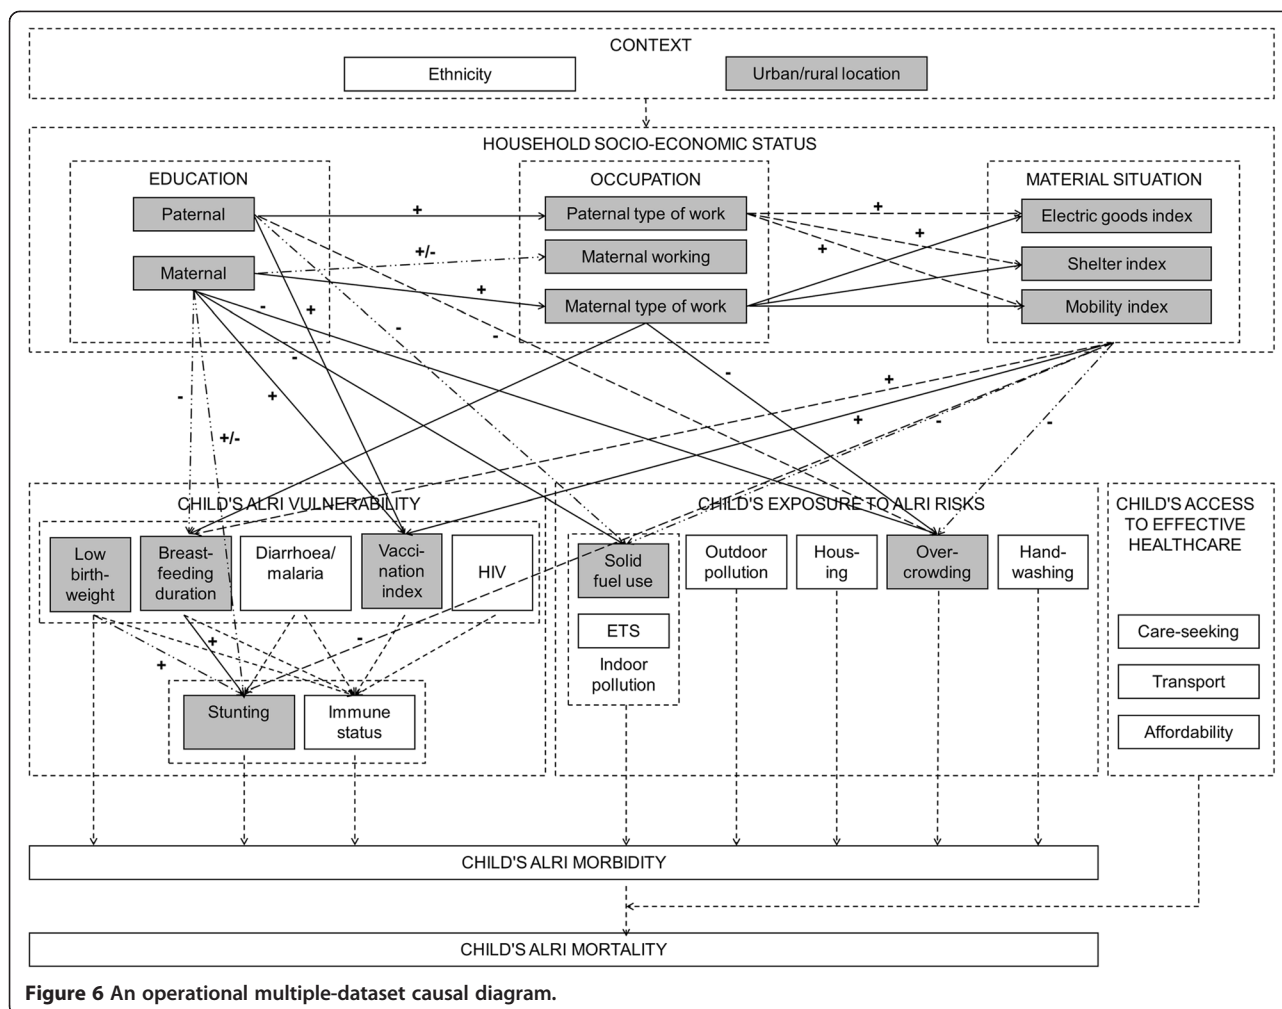 CONTEXT
Ethnicity
Urban/rural location
HOUSEHOLD SOCIO-ECONOMIC STATUS
EDUCATION
OCCUPATION
MATERIAL SITUATION
Paternal
+
Paternal type of work
+
Electric goods index
+
+
Maternal
+/-
Maternal working
Shelter index
+
Maternal type of work
Mobility index
-
+
-
-
-
-
+
-
+
+
-
-
+/-
CHILD'S ALRI VULNERABILITY
CHILD'S EXPOSURE TO ALRI RISKS
CHILD'S ACCESS
TO EFFECTIVE
HEALTHCARE
Low
birth-
weight
Breast-
feeding
duration
Diarrhoea/
malaria
Vacci-
nation
index
HIV
Solid
fuel use
Outdoor
pollution
Hous-
ing
Over-
crowding
Hand-
washing
ETS
Indoor
pollution
Care-seeking
Transport
Affordability
+
+
-
Stunting
Immune
status
CHILD'S ALRI MORBIDITY
CHILD'S ALRI MORTALITY
Figure 6 An operational multiple-dataset causal diagram.